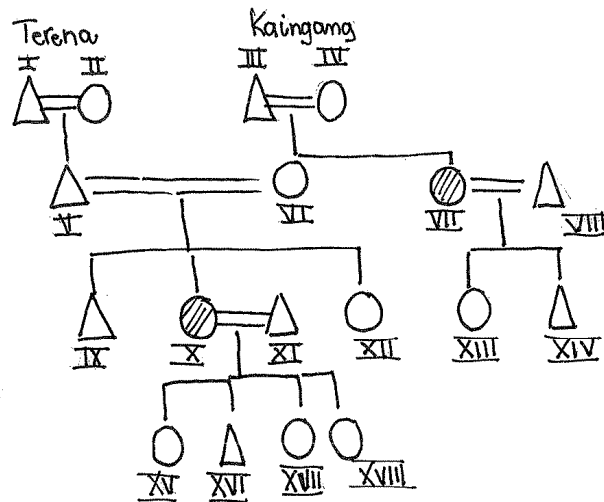 Terena Kaingang
I II III IV
V VI VII VIII
IX X XI XII XIII XIV
XV XVI XVII XVIII